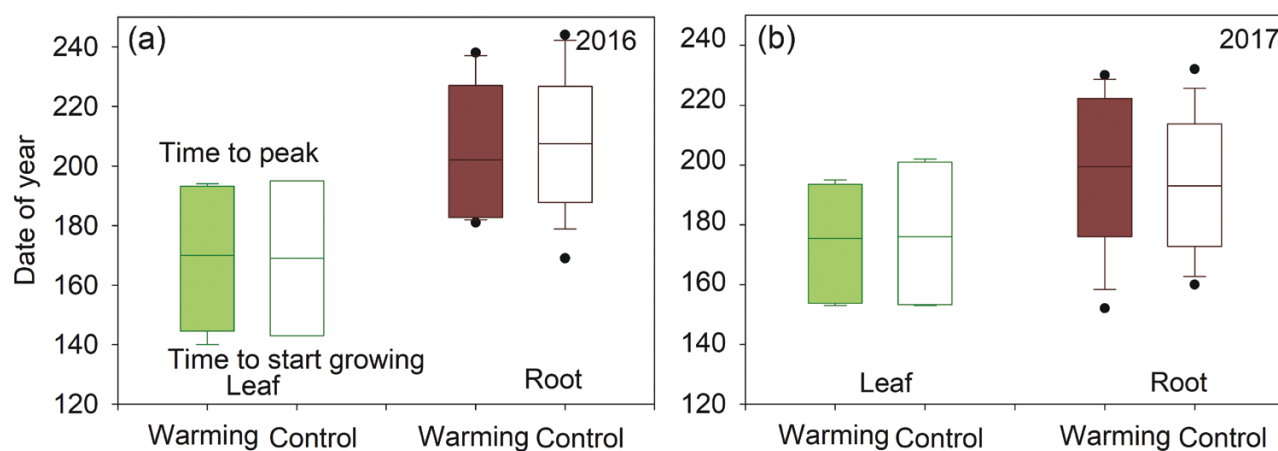 (a)
2016
Date of year
240
220
200
180
160
140
120
Time to peak
Time to start growing
Leaf
Root
Warming Control
Warming Control
(b)
2017
240
220
200
180
160
140
120
Leaf
Root
Warming Control
Warming Control